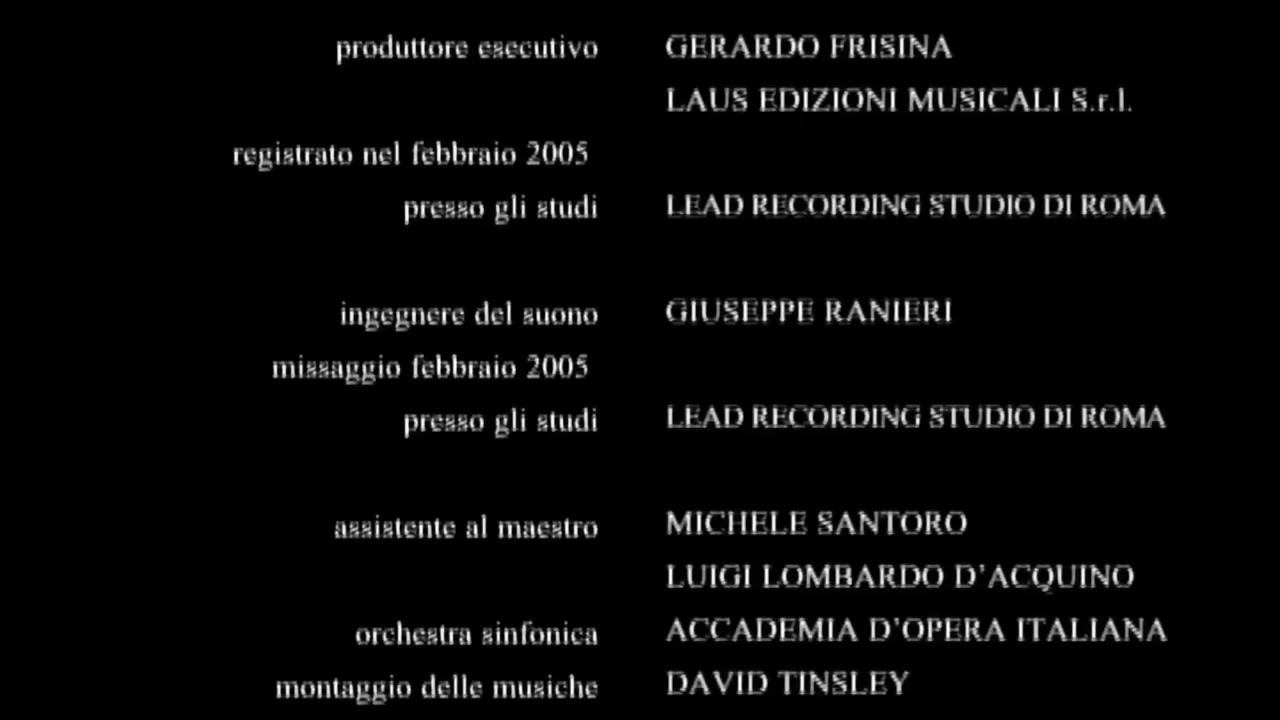 produttore esecutivo GERARDO FRISINA
LAUS EDIZIONI MUSICALI S.r.l.
registrato nel febbraio 2005
presso gli studi LEAD RECORDING STUDIO DI ROMA
ingegnere del suono GIUSEPPE RANIERI
missaggio febbraio 2005
presso gli studi LEAD RECORDING STUDIO DI ROMA
assistente al maestro MICHELE SANTORO
LUIGI LOMBARDO D'ACQUINO
orchestra sinfonica ACCADEMIA D'OPERA ITALIANA
montaggio delle musiche DAVID TINSLEY